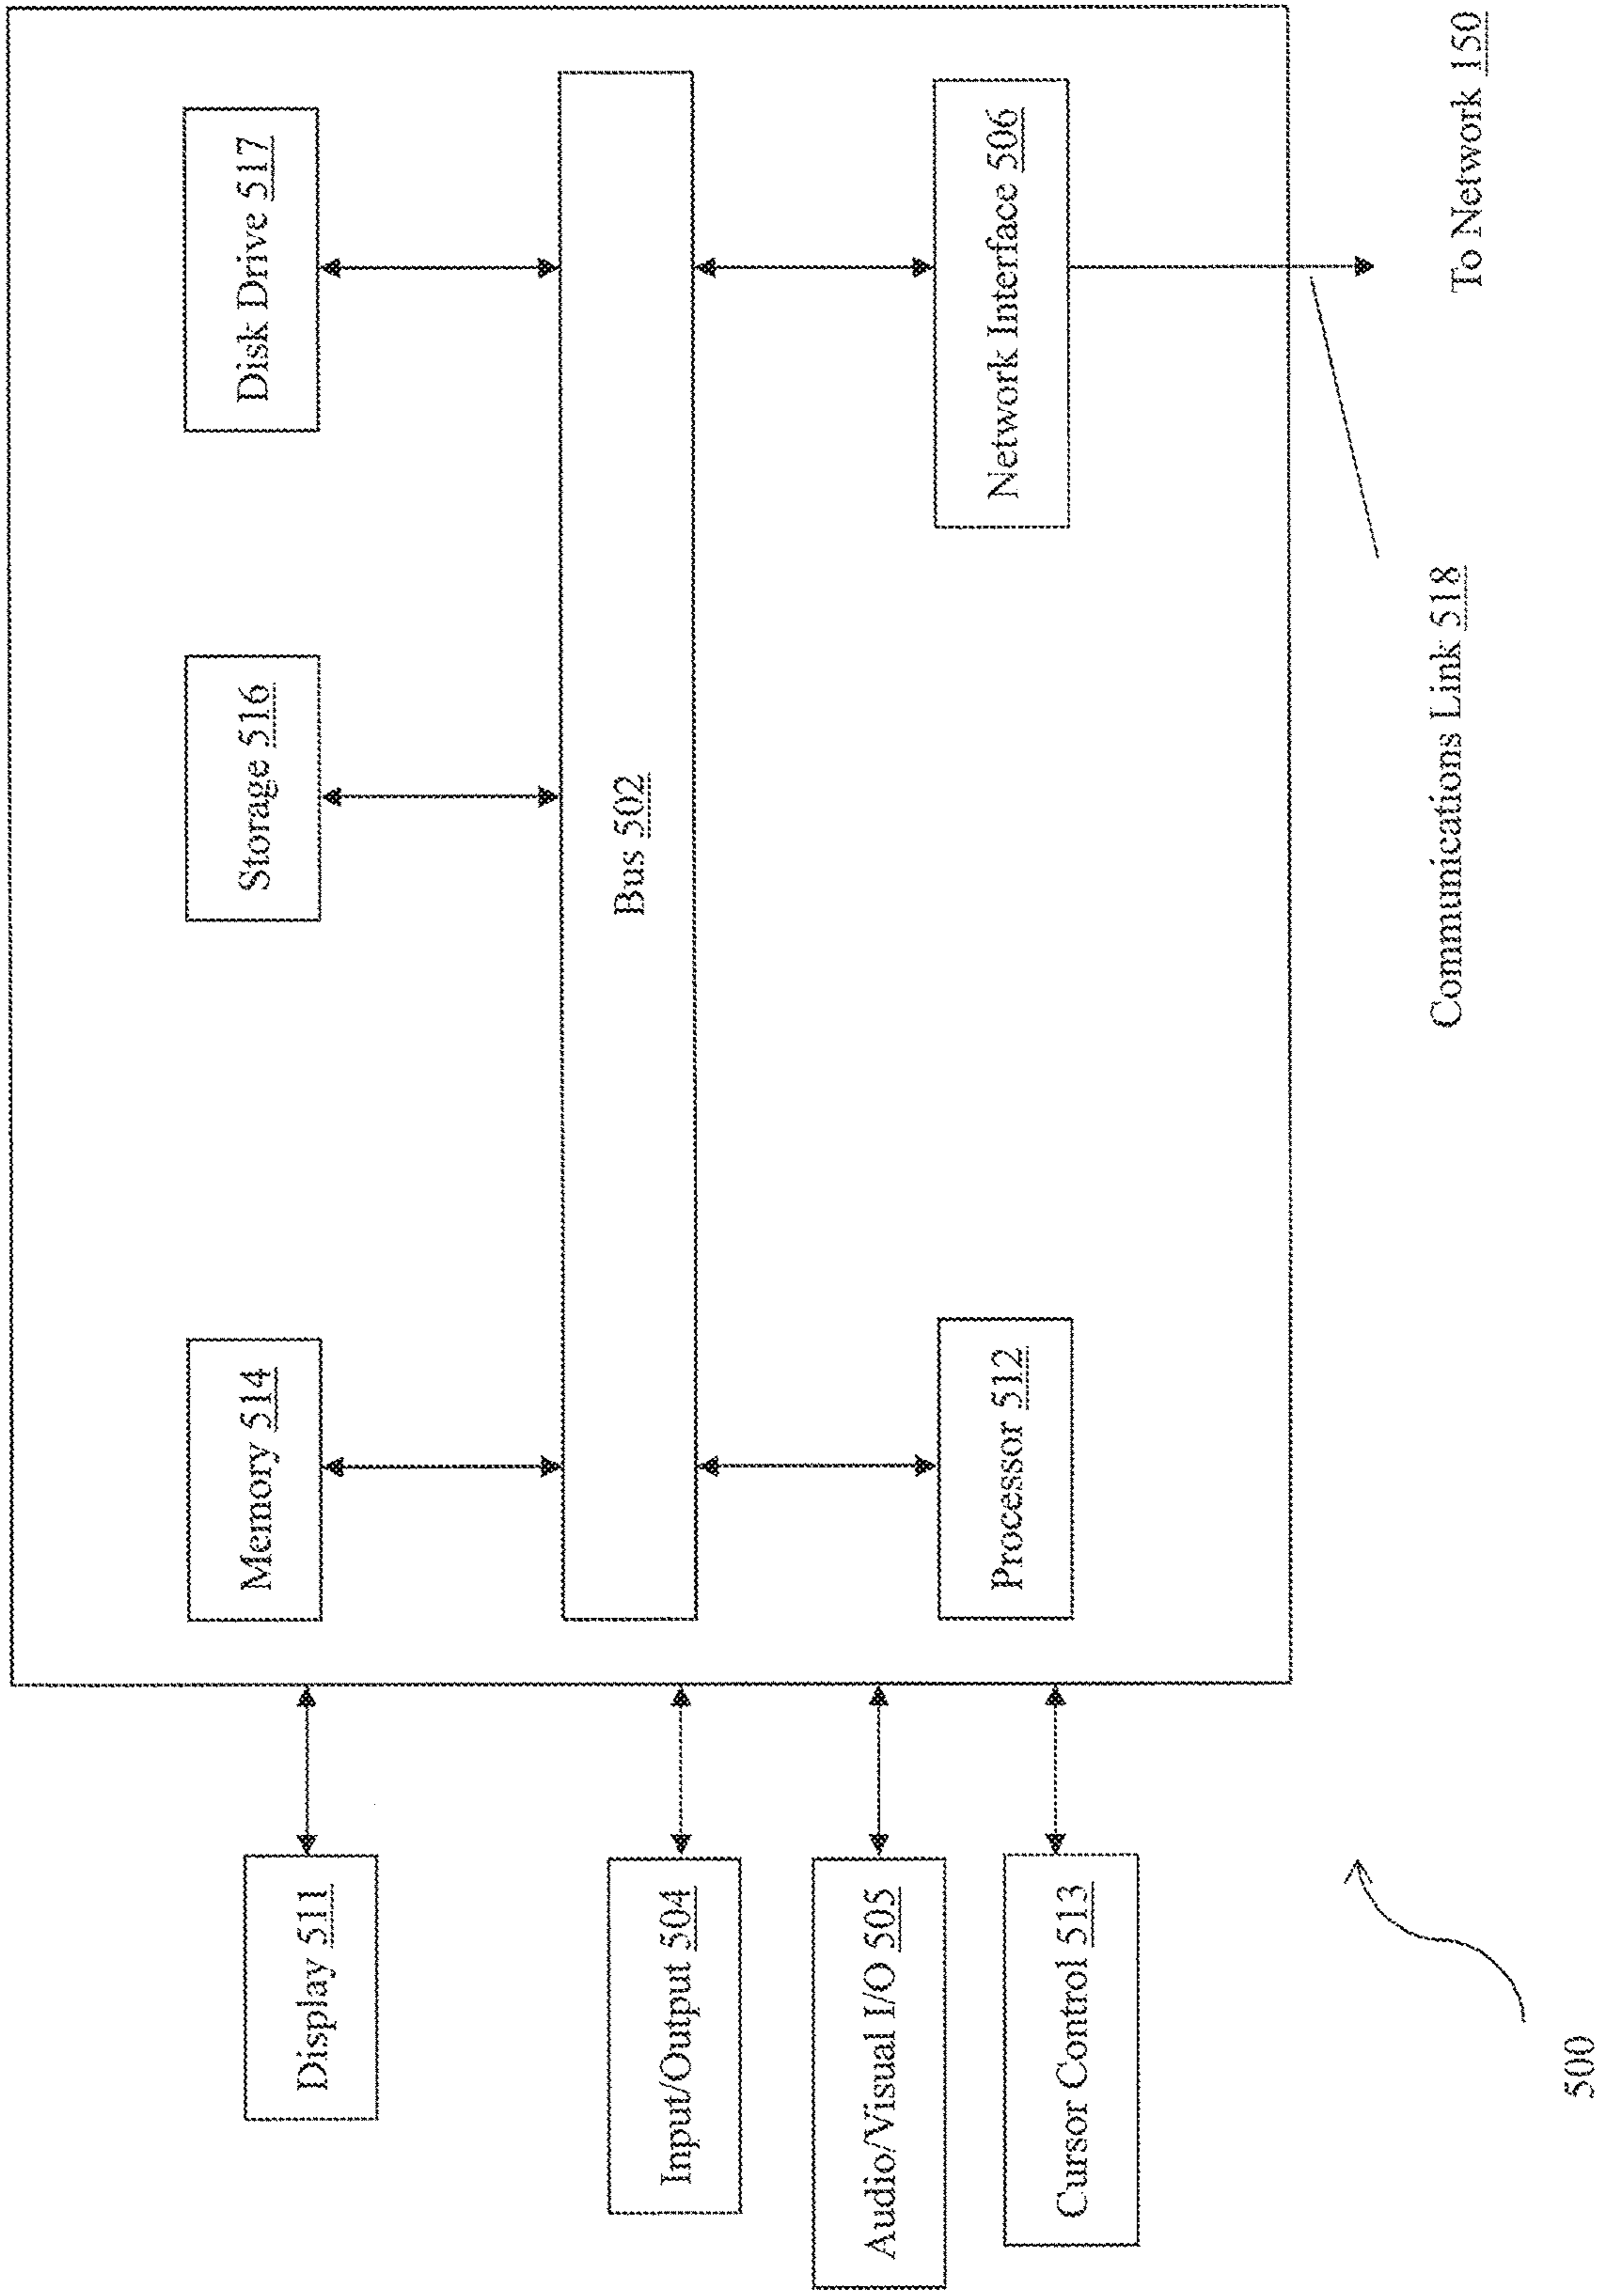 Display 511
Input/Output 504
Audio/Visual I/O 505
Cursor Control 513
Memory 514
Storage 516
Disk Drive 517
Bus 502
Processor 512
Network Interface 506
Communications Link 518
To Network 150
500